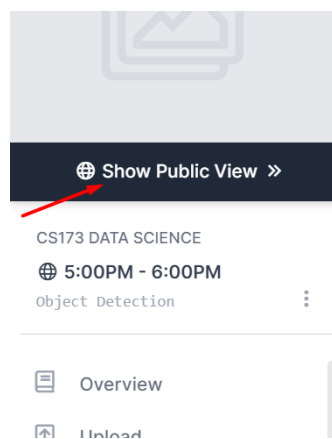 Show Public View »
CS173 DATA SCIENCE
5:00PM - 6:00PM
Object Detection
Overview
Upload